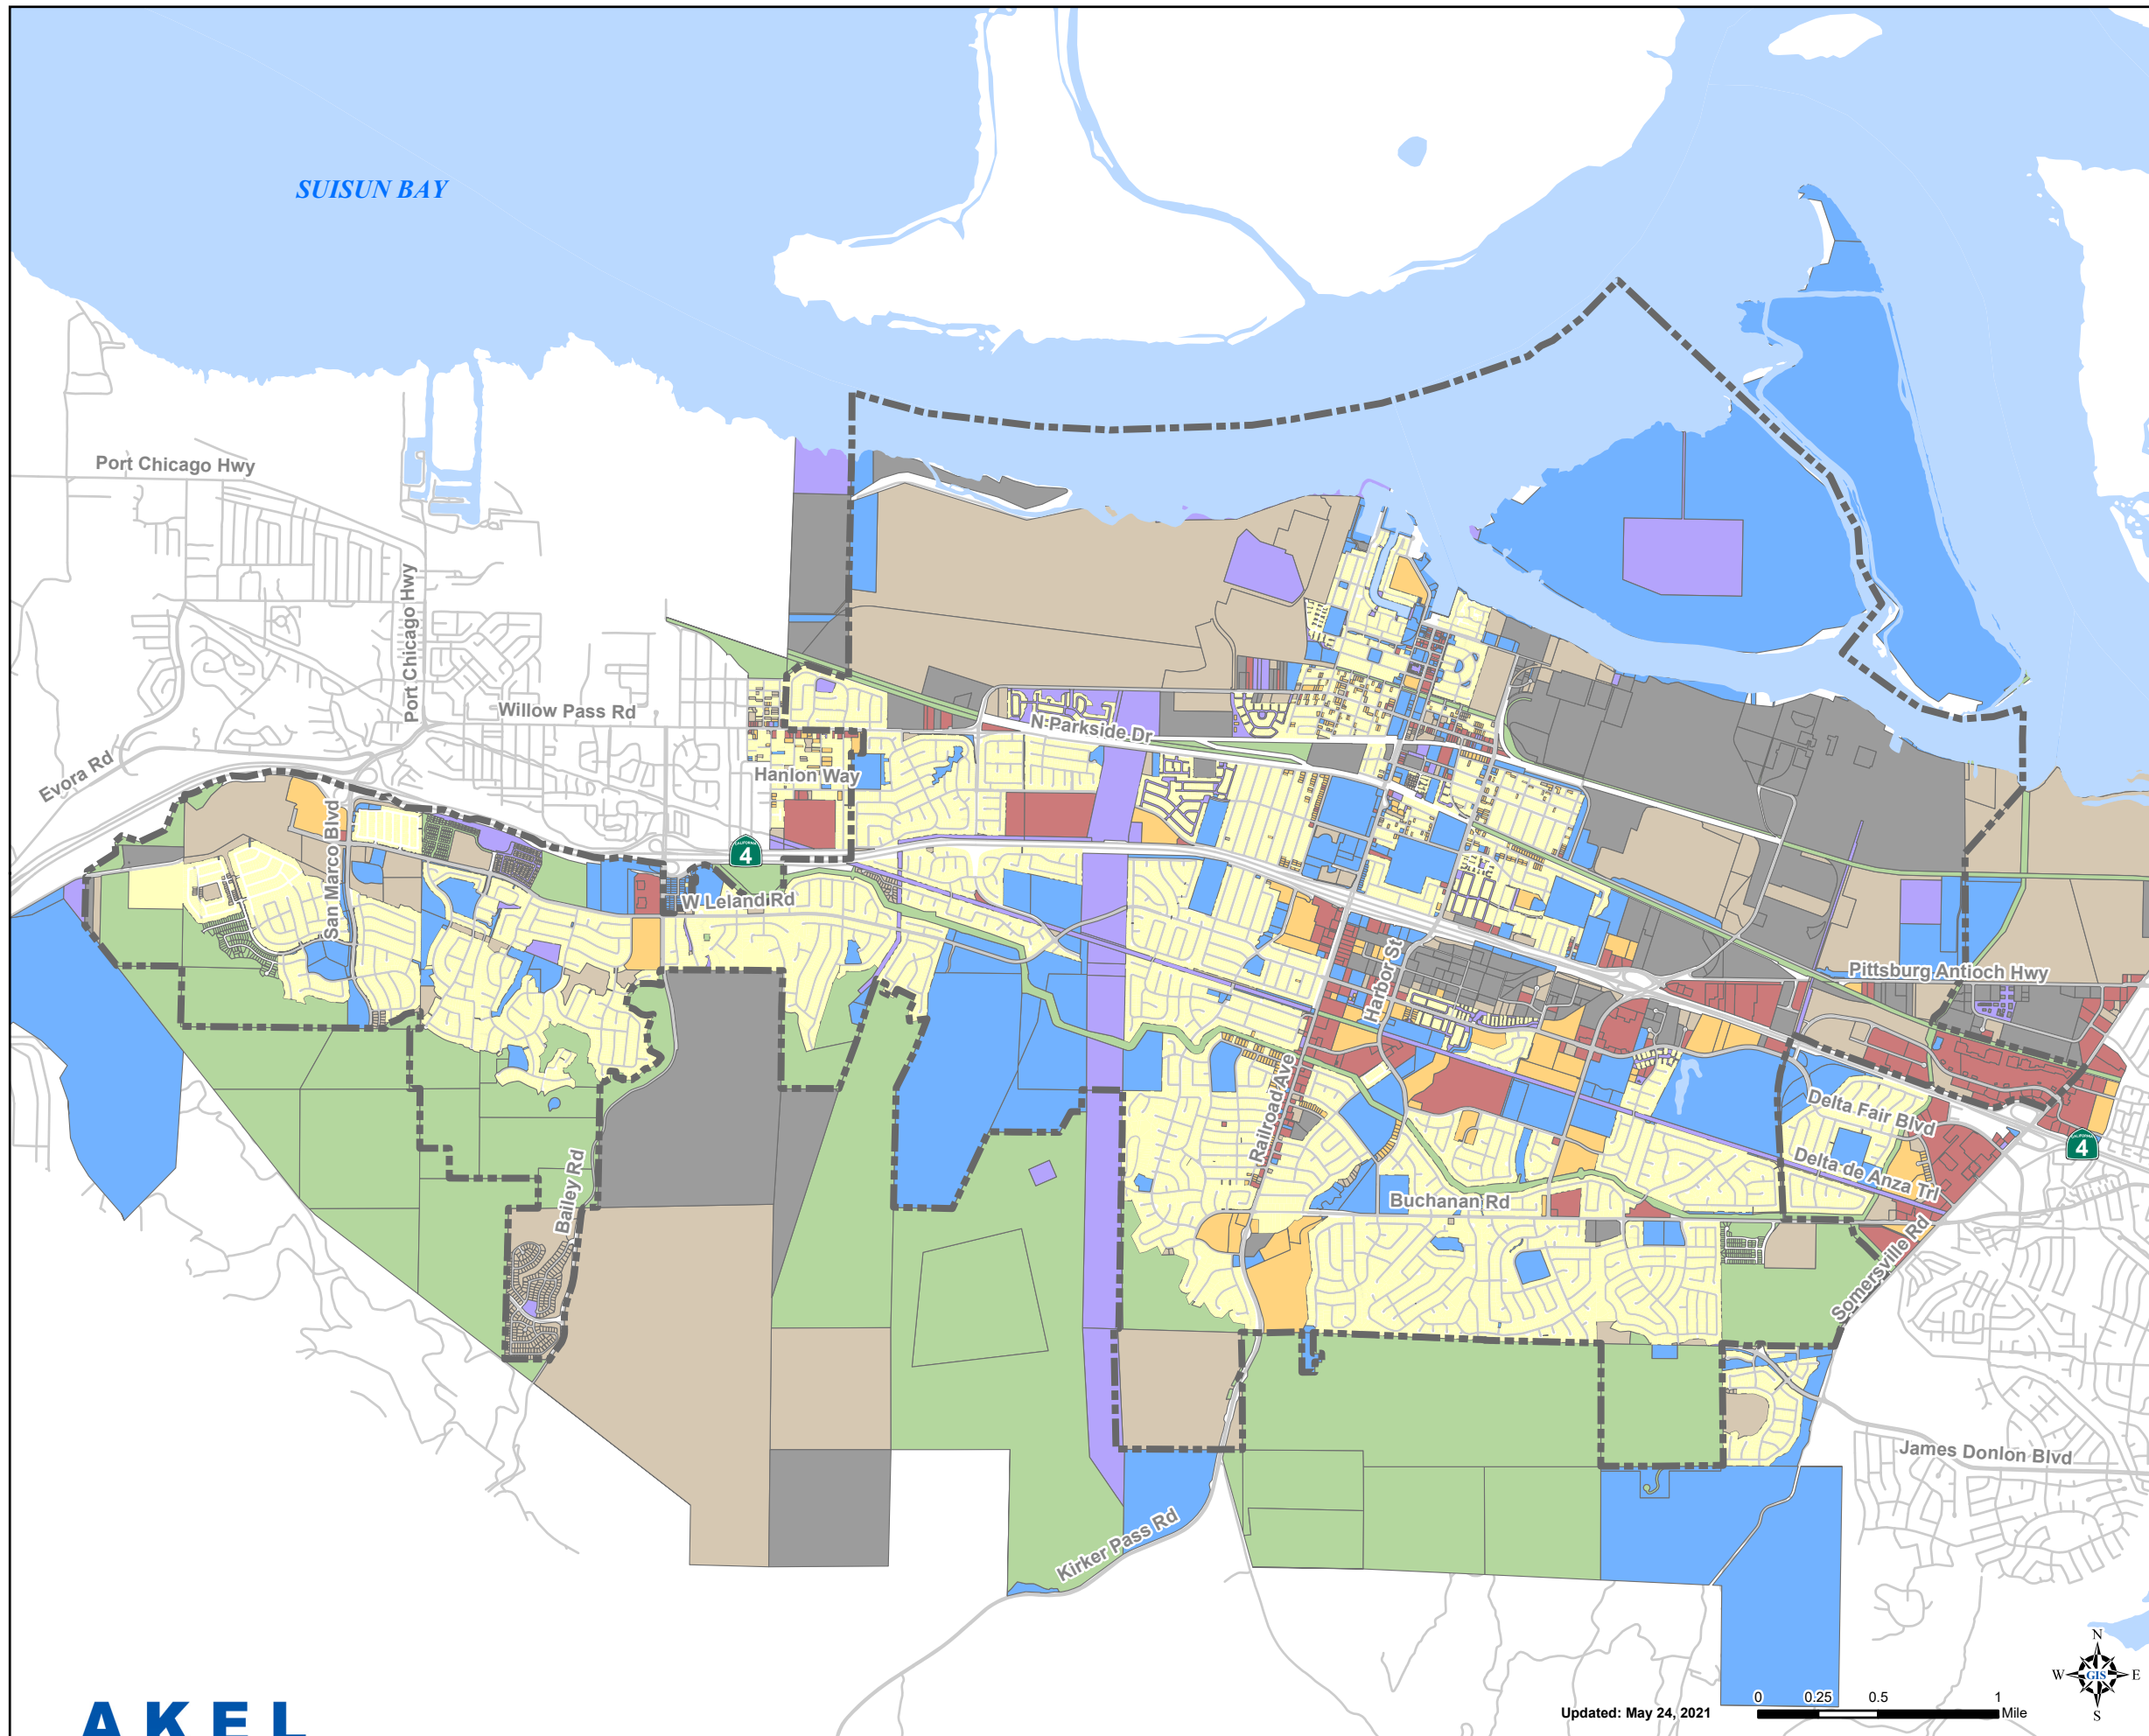 SUISUN BAY
Port Chicago Hwy
Port Chicago Hwy
Willow Pass Rd
Evora Rd
N Parkside Dr
Hanlon Way
San Marco Blvd
CALIFORNIA
4
W Leland Rd
Harbor St
Pittsburg Antioch Hwy
Railroad Ave
Delta Fair Blvd
CALIFORNIA
4
Delta de Anza Trl
Bailey Rd
Buchanan Rd
Somersville Rd
James Donlon Blvd
Kirker Pass Rd
N
W GIS E
S
0 0.25 0.5 1
Updated: May 24, 2021
Mile
AKEL